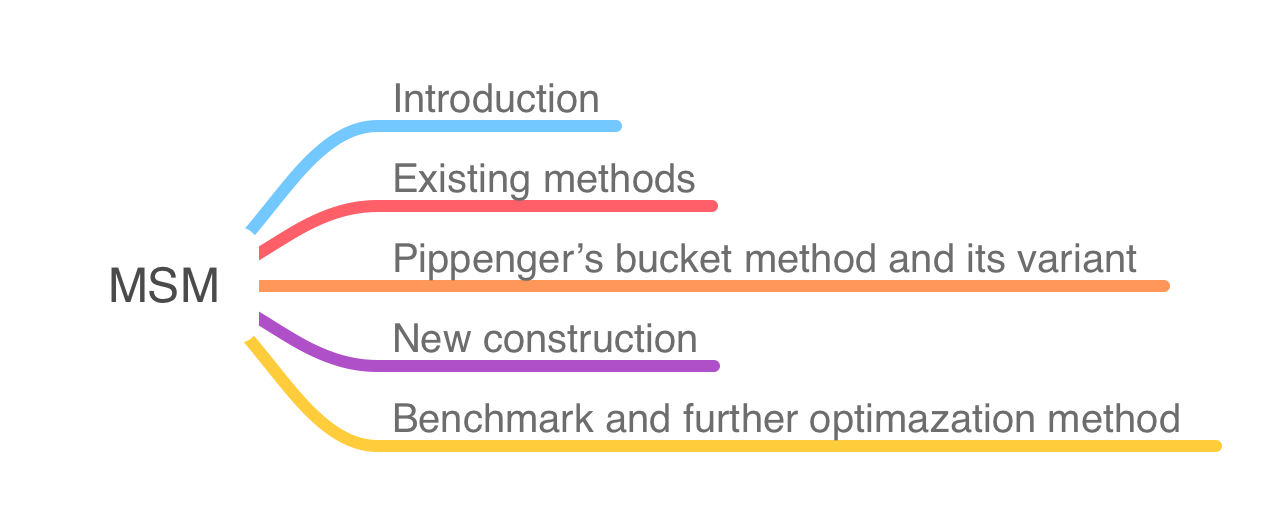 Introduction
Existing methods
Pippenger’s bucket method and its variant
MSM
New construction
Benchmark and further optimazation method